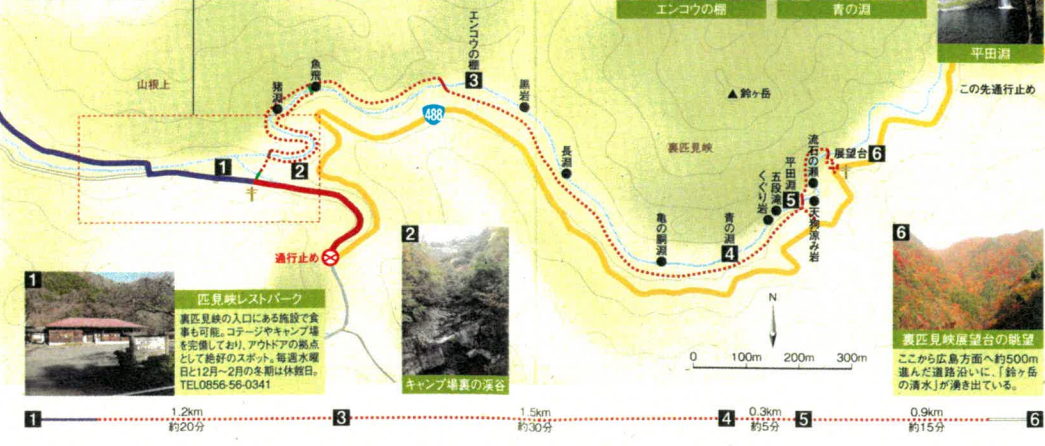 エンコウの棚
青の淵
平田淵
この先通行止め
山根上
猪淵
魚飛
エンコウの棚
3
黒岩
488
▲鈴ヶ岳
裏匹見峡
長淵
亀の胴淵
青の淵
4
くぐり岩
五段滝
平田淵
5
流石の瀬
天狗涼み岩
展望台
6
1
2
通行止め
1
匹見峡レストパーク
裏匹見峡の入口にある施設で食
事も可能。コテージやキャンプ場
を完備しており、アウトドアの拠点
として絶好のスポット。毎週水曜
日と12月〜2月の冬期は休館日。
TEL0856-56-0341
2
キャンプ場裏の渓谷
N
0 100m 200m 300m
6
裏匹見峡展望台の眺望
ここから広島方面へ約500m
進んだ道路沿いに、「鈴ヶ岳
の清水」が湧き出ている。
1 1.2km 3 1.5km 4 0.3km 5 0.9km 6
約20分 約30分 約5分 約15分